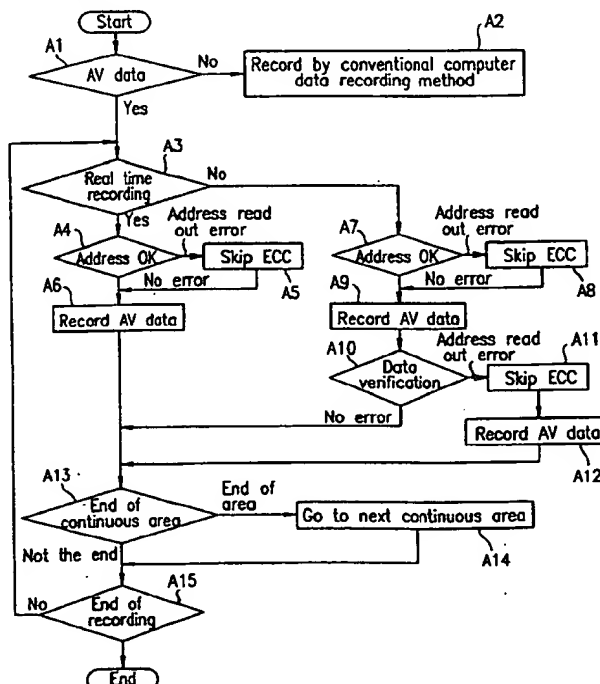 Start
A1
A2
AV data
No
Record by conventional computer
data recording method
Yes
A3
Real time
recording
No
Yes
A4
Address read
out error
A7
Address read
out error
Address OK
Skip ECC
Address OK
Skip ECC
A6
No error
A5
A9
No error
A8
Record AV data
Record AV data
A10
Address read
out error
A11
Data
verification
Skip ECC
No error
Record AV data
A12
A13
End of
continuous area
End of
area
Go to next continuous area
Not the end
A14
A15
No
End of
recording
End